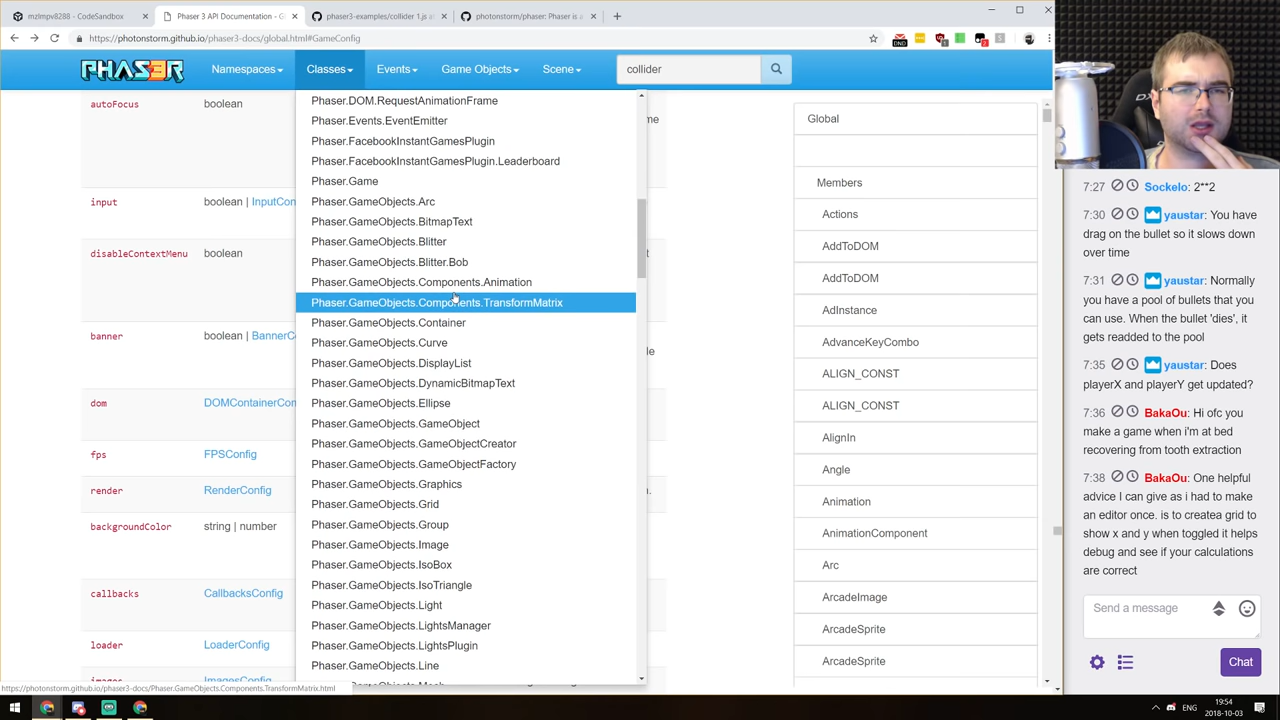 mzlmpv8288 - CodeSandbox
Phaser 3 API Documentation - G
phaser3-examples/collider 1.js a
photonstorm/phaser: Phaser is a
https://photonstorm.github.io/phaser3-docs/global.html#GameConfig
PHAS3R
Namespaces
Classes
Events
Game Objects
Scene
collider
autoFocus
boolean
input
boolean | InputCon
disableContextMenu
boolean
banner
boolean | BannerCo
dom
DOMContainerCon
fps
FPSConfig
render
RenderConfig
backgroundColor
string | number
callbacks
CallbacksConfig
loader
LoaderConfig
images
ImagesConfig
Phaser.DOM.RequestAnimationFrame
Phaser.Events.EventEmitter
Phaser.FacebookInstantGamesPlugin
Phaser.FacebookInstantGamesPlugin.Leaderboard
Phaser.Game
Phaser.GameObjects.Arc
Phaser.GameObjects.BitmapText
Phaser.GameObjects.Blitter
Phaser.GameObjects.Blitter.Bob
Phaser.GameObjects.Components.Animation
Phaser.GameObjects.Components.TransformMatrix
Phaser.GameObjects.Container
Phaser.GameObjects.Curve
Phaser.GameObjects.DisplayList
Phaser.GameObjects.DynamicBitmapText
Phaser.GameObjects.Ellipse
Phaser.GameObjects.GameObject
Phaser.GameObjects.GameObjectCreator
Phaser.GameObjects.GameObjectFactory
Phaser.GameObjects.Graphics
Phaser.GameObjects.Grid
Phaser.GameObjects.Group
Phaser.GameObjects.Image
Phaser.GameObjects.IsoBox
Phaser.GameObjects.IsoTriangle
Phaser.GameObjects.Light
Phaser.GameObjects.LightsManager
Phaser.GameObjects.LightsPlugin
Phaser.GameObjects.Line
Global
Members
Actions
AddToDOM
AddToDOM
AdInstance
AdvanceKeyCombo
ALIGN_CONST
ALIGN_CONST
AlignIn
Angle
Animation
AnimationComponent
Arc
ArcadeImage
ArcadeSprite
ArcadeSprite
7:27 Sockelo: 2**2
7:30 yaustar: You have
drag on the bullet so it slows down
over time
7:31 yaustar: Normally
you have a pool of bullets that you
can use. When the bullet 'dies', it
gets readded to the pool
7:35 yaustar: Does
playerX and playerY get updated?
7:36 BakaOu: Hi ofc you
make a game when i'm at bed
recovering from tooth extraction
7:38 BakaOu: One helpful
advice I can give as i had to make
an editor once. is to createa grid to
show x and y when toggled it helps
debug and see if your calculations
are correct
Send a message
Chat
https://photonstorm.github.io/phaser3-docs/Phaser.GameObjects.Components.TransformMatrix.html
ENG
19:54
2018-10-03